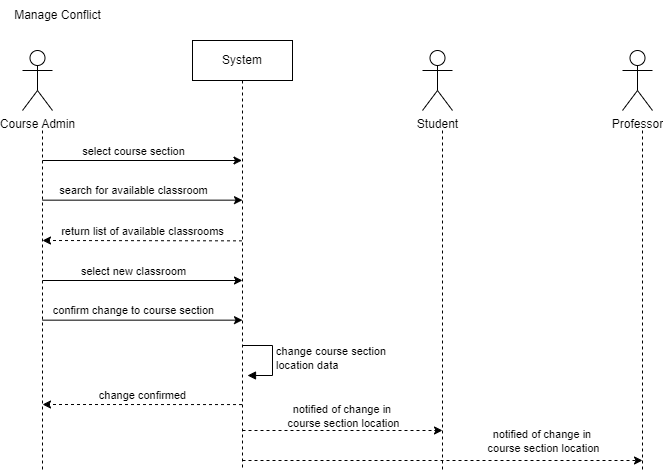 Manage Conflict
System
Course Admin
Student
Professor
select course section
search for available classroom
return list of available classrooms
select new classroom
confirm change to course section
change course section
location data
change confirmed
notified of change in
course section location
notified of change in
course section location